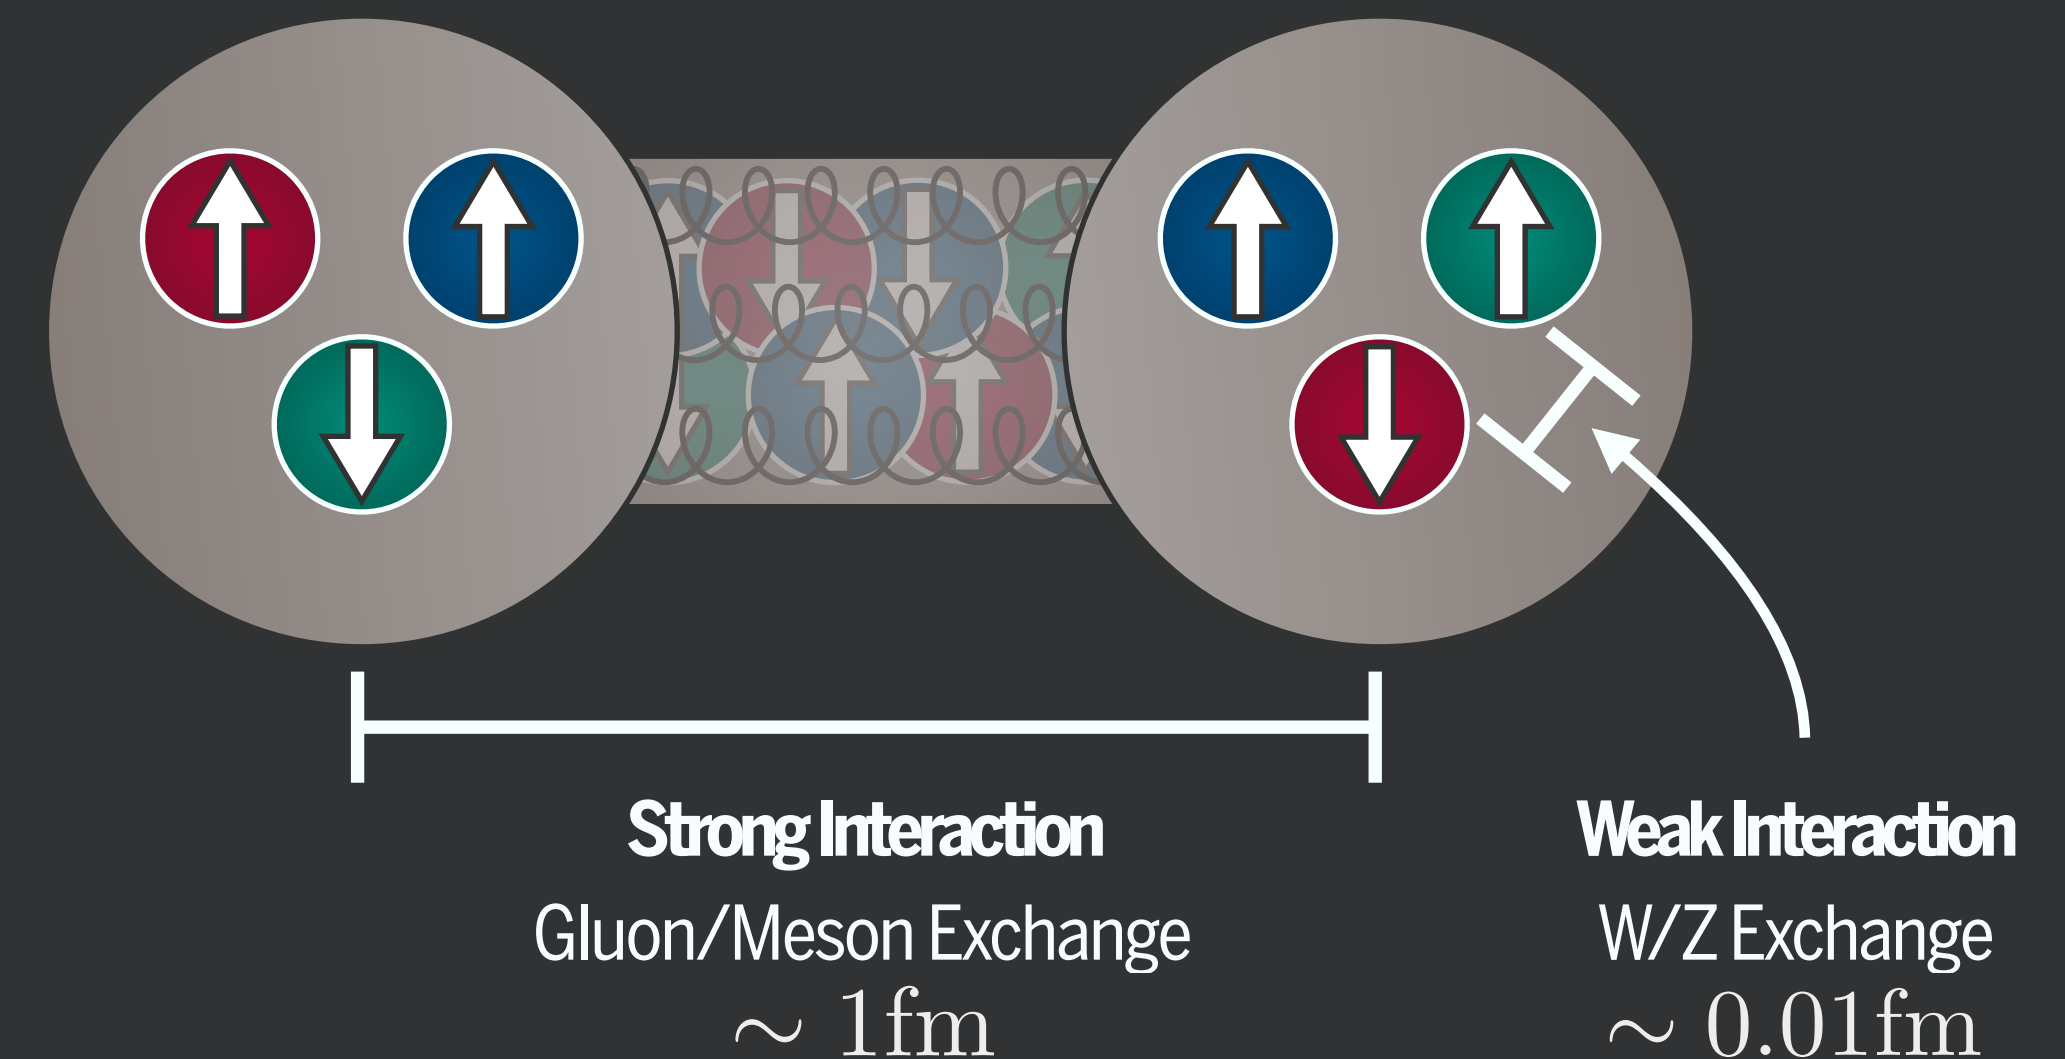 Strong Interaction
Gluon/Meson Exchange
∼ 1fm
Weak Interaction
W/Z Exchange
∼ 0.01fm